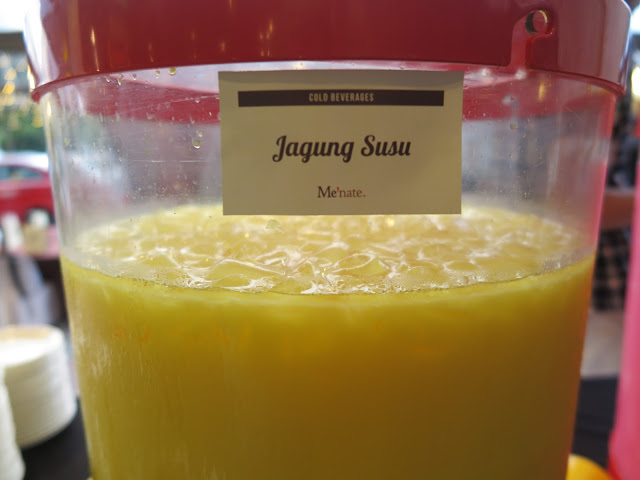 COLD BEVERAGES
Jagung Susu
Me'nate.